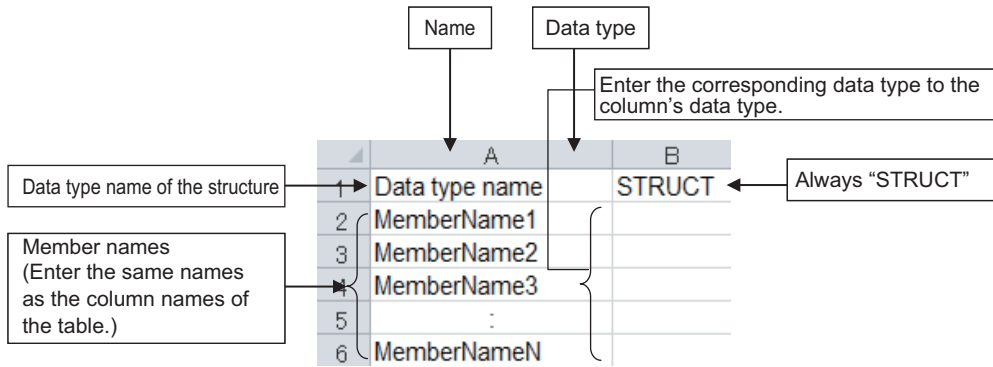 Name
Data type
Enter the corresponding data type to the
column's data type.
A
B
Data type name of the structure
1
Data type name
STRUCT
Always “STRUCT”
2
MemberName1
Member names
(Enter the same names
as the column names of
the table.)
3
MemberName2
4
MemberName3
5
:
6
MemberNameN